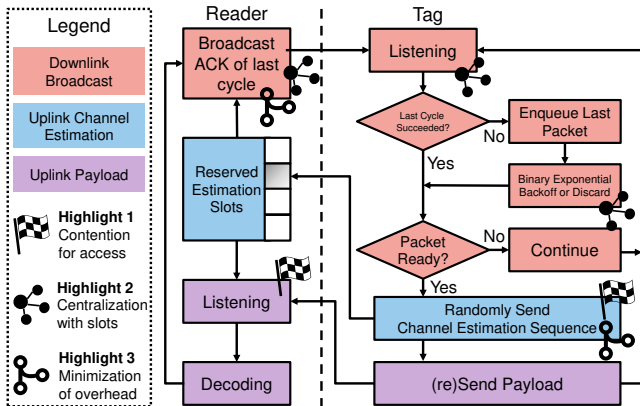 Legend
Downlink
Broadcast
Uplink Channel
Estimation
Uplink Payload
Highlight 1
Contention
for access
Highlight 2
Centralization
with slots
Highlight 3
Minimization
of overhead
Reader
Broadcast
ACK of last
cycle
Reserved
Estimation
Slots
Listening
Decoding
Tag
Listening
Last Cycle
Succeeded?
No
Enqueue Last
Packet
Yes
Binary Exponential
Backoff or Discard
Packet
Ready?
No
Continue
Yes
Randomly Send
Channel Estimation Sequence
(re)Send Payload